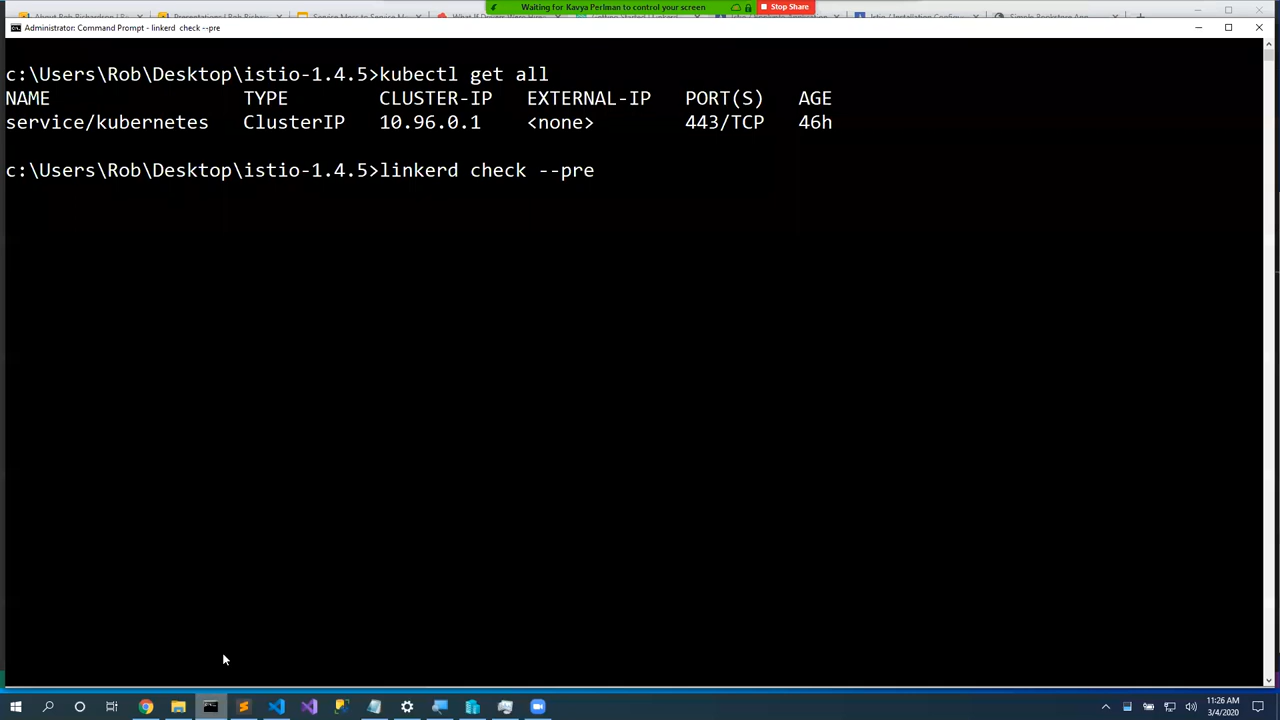 Waiting for Kavya Perlman to control your screen
Stop Share
Administrator: Command Prompt - linkerd check --pre
c:\Users\Rob\Desktop\istio-1.4.5>kubectl get all
NAME TYPE CLUSTER-IP EXTERNAL-IP PORT(S) AGE
service/kubernetes ClusterIP 10.96.0.1 <none> 443/TCP 46h
c:\Users\Rob\Desktop\istio-1.4.5>linkerd check --pre
11:26 AM
3/4/2020